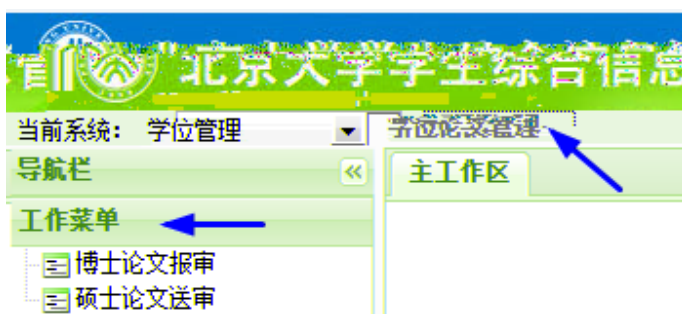 北京大学学生综合信息
当前系统： 学位管理 学位论文管理
导航栏 主工作区
工作菜单
博士论文报审
硕士论文送审